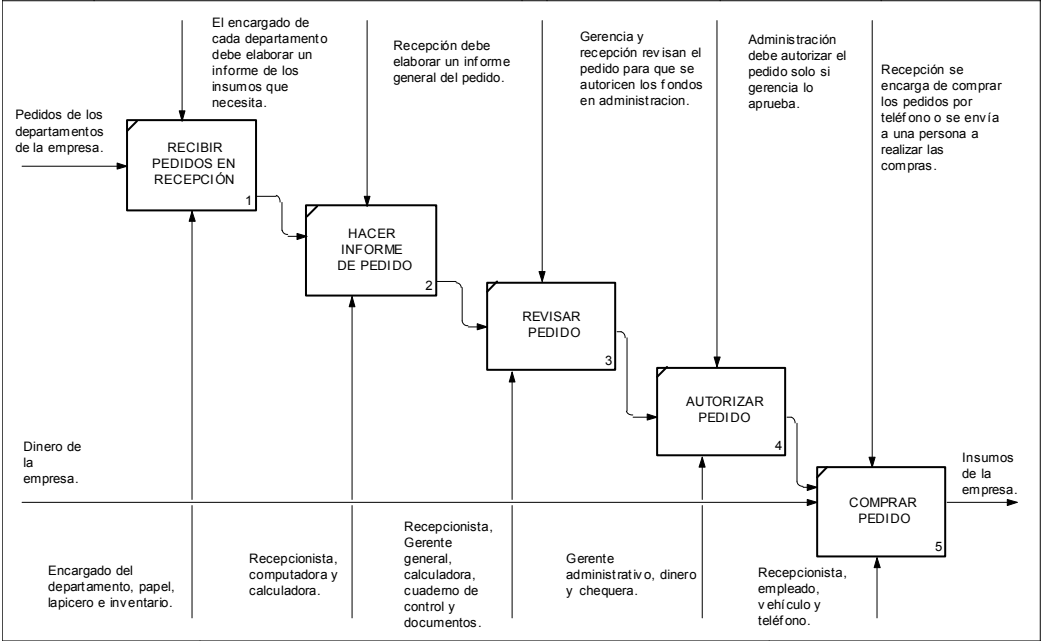 El encargado de
cada departamento
debe elaborar un
informe de los
insumos que
necesita.
Recepción debe
elaborar un informe
general del pedido.
Gerencia y
recepción revisan el
pedido para que se
autoricen los fondos
en administracion.
Administración
debe autorizar el
pedido solo si
gerencia lo
aprueba.
Recepción se
encarga de comprar
los pedidos por
teléfono o se envía
a una persona a
realizar las
compras.
Pedidos de los
departamentos
de la empresa.
RECIBIR
PEDIDOS EN
RECEPCIÓN
1
HACER
INFORME
DE PEDIDO
2
REVISAR
PEDIDO
3
AUTORIZAR
PEDIDO
4
Dinero de
la
empresa.
COMPRAR
PEDIDO
5
Insumos
de la
empresa.
Encargado del
departamento, papel,
lapicero e inventario.
Recepcionista,
computadora y
calculadora.
Recepcionista,
Gerente
general,
calculadora,
cuaderno de
control y
documentos.
Gerente
administrativo, dinero
y chequera.
Recepcionista,
empleado,
vehículo y
teléfono.